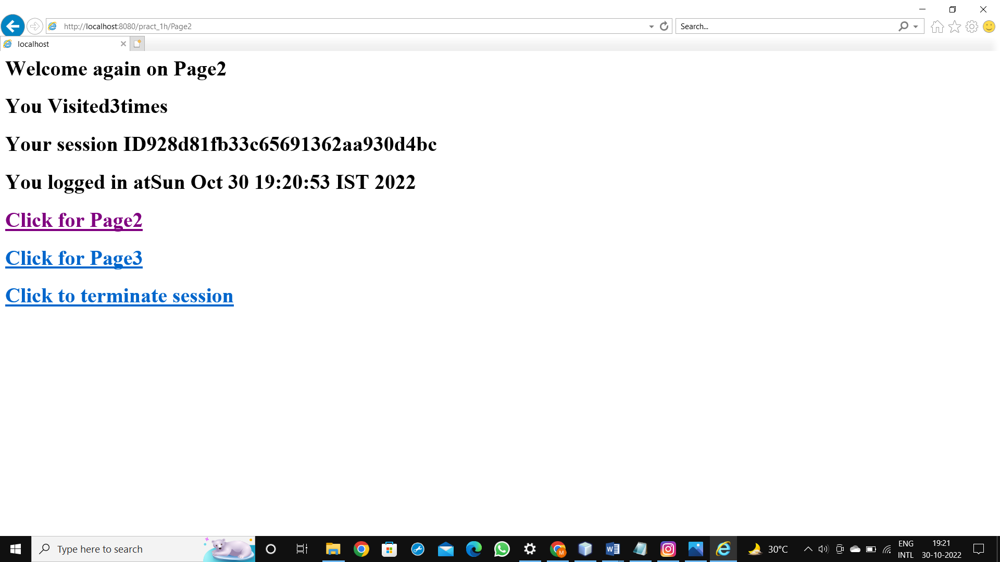 http://localhost:8080/pract_1h/Page2
Search...
localhost
Welcome again on Page2
You Visited3times
Your session ID928d81fb33c65691362aa930d4bc
You logged in atSun Oct 30 19:20:53 IST 2022
Click for Page2
Click for Page3
Click to terminate session
Type here to search
M
W
30°C
ENG
INTL
19:21
30-10-2022